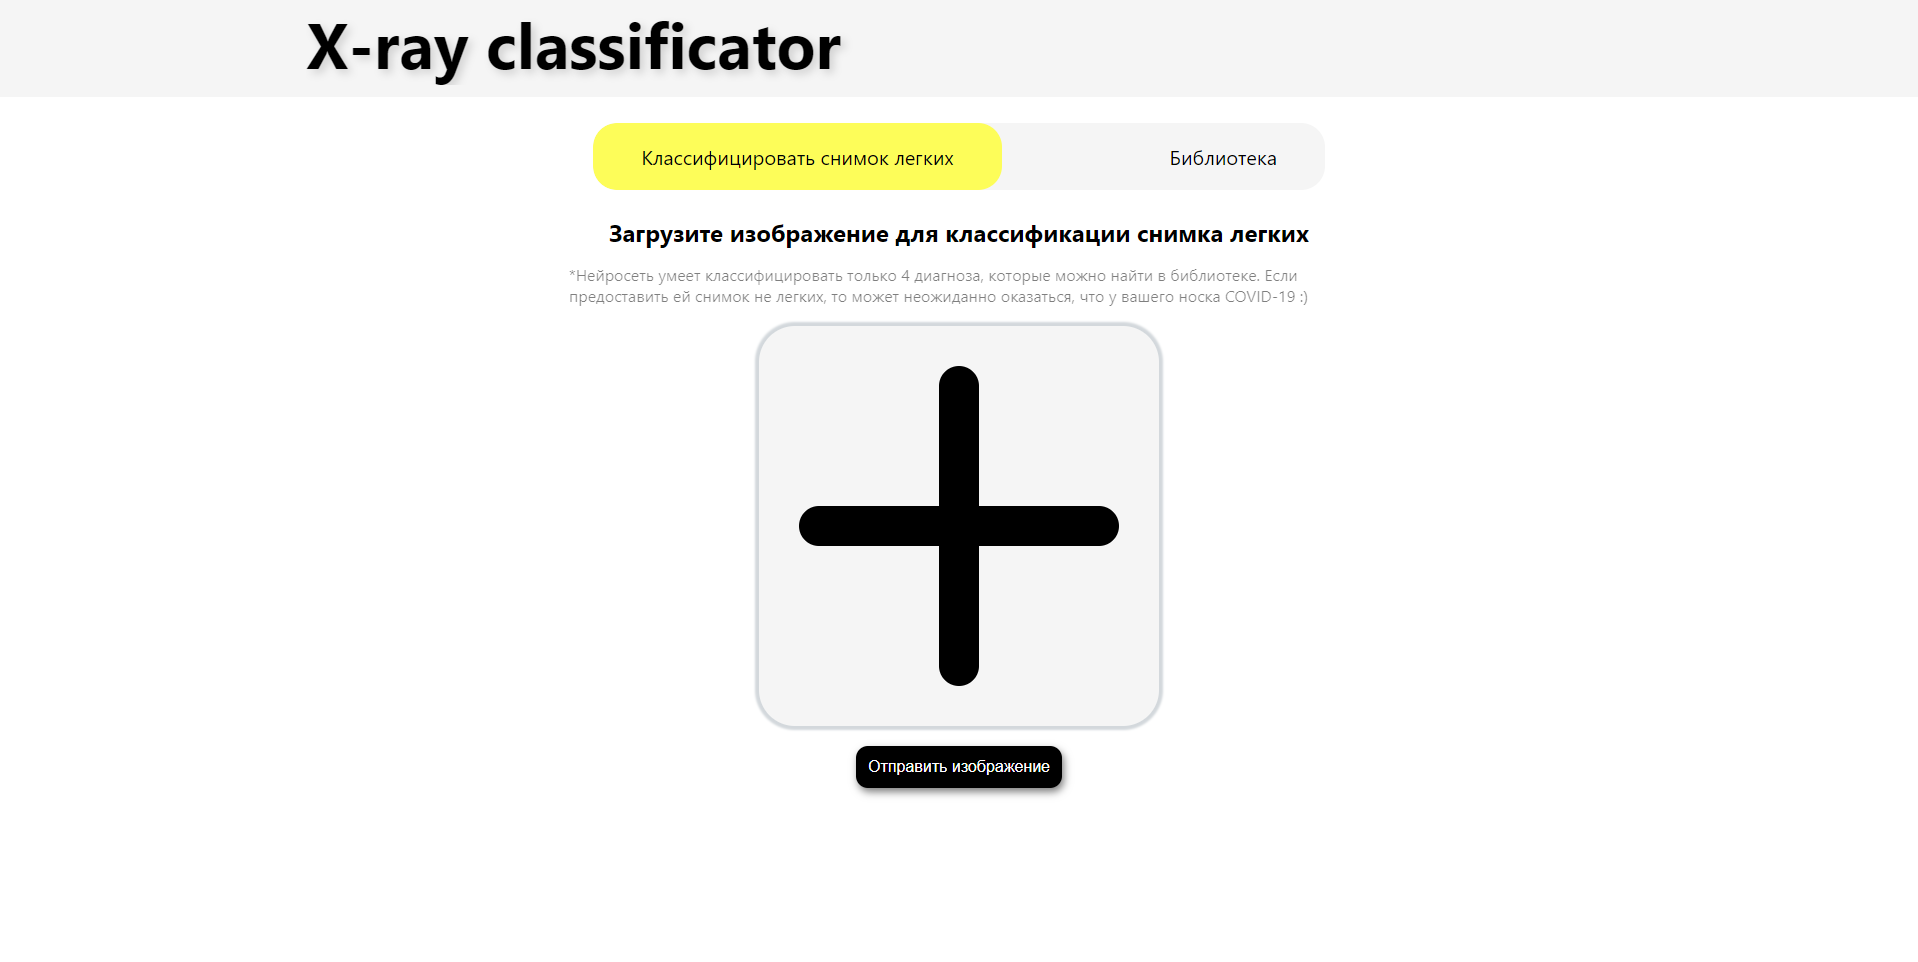 X-ray classificator
Классифицировать снимок легких
Библиотека
Загрузите изображение для классификации снимка легких
*Нейросеть умеет классифицировать только 4 диагноза, которые можно найти в библиотеке. Если
предоставить ей снимок не легких, то может неожиданно оказаться, что у вашего носка COVID-19 :)
Отправить изображение